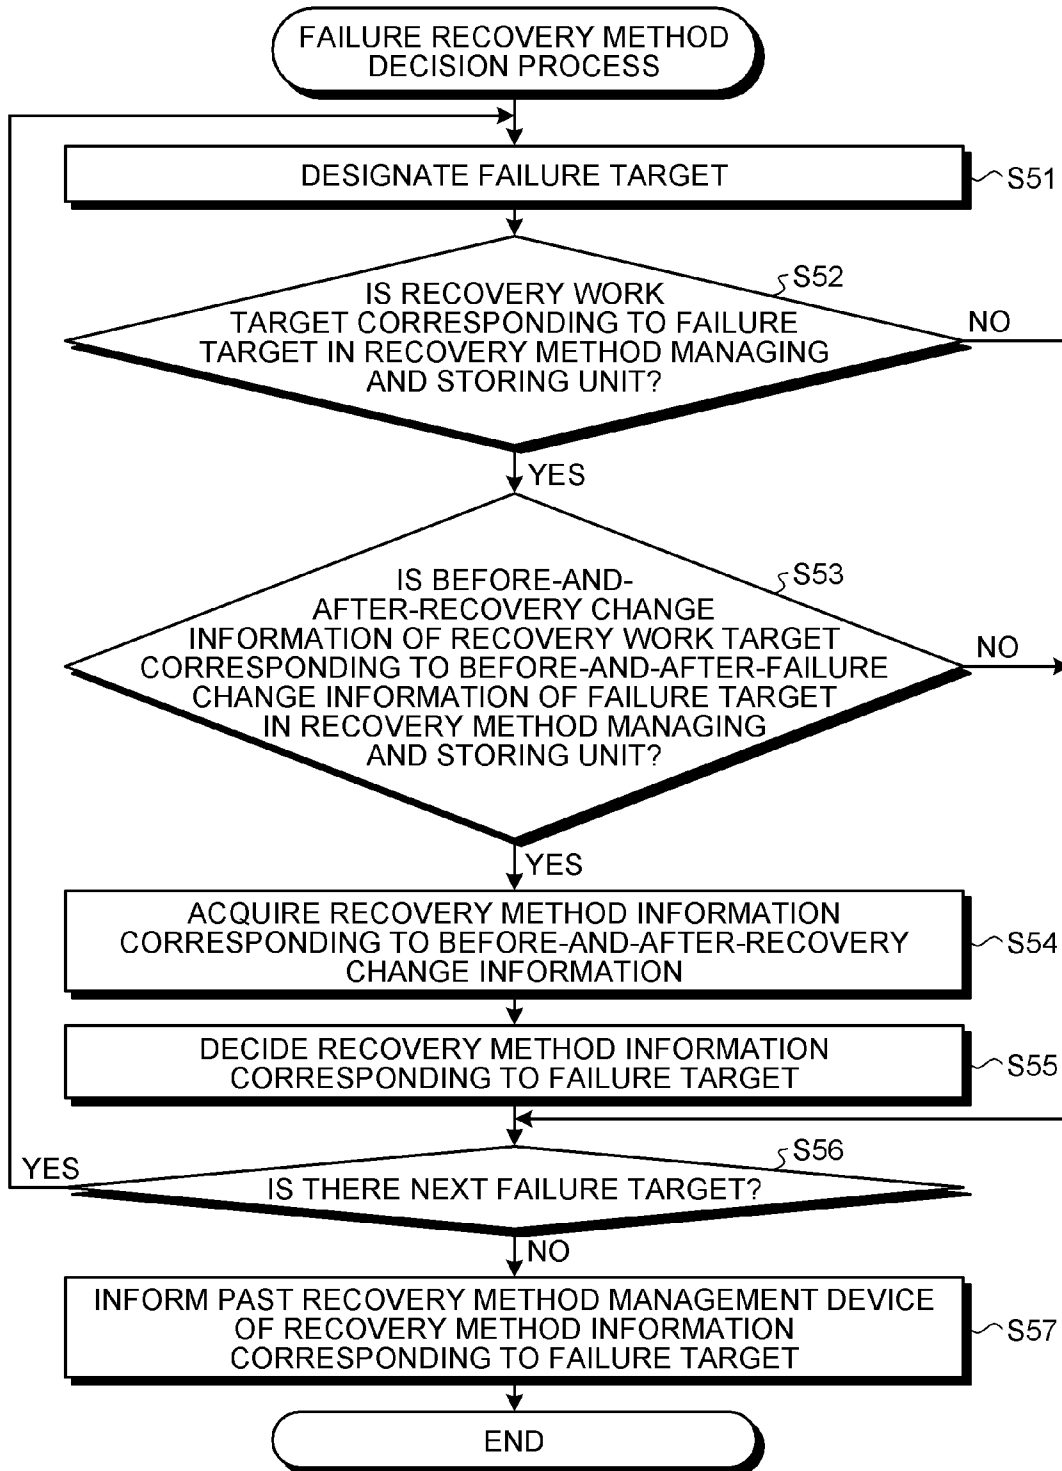 FAILURE RECOVERY METHOD
DECISION PROCESS
DESIGNATE FAILURE TARGET
S51
S52
IS RECOVERY WORK
TARGET CORRESPONDING TO FAILURE
TARGET IN RECOVERY METHOD MANAGING
AND STORING UNIT?
NO
YES
S53
IS BEFORE-AND-
AFTER-RECOVERY CHANGE
INFORMATION OF RECOVERY WORK TARGET
CORRESPONDING TO BEFORE-AND-AFTER-FAILURE
CHANGE INFORMATION OF FAILURE TARGET
IN RECOVERY METHOD MANAGING
AND STORING UNIT?
NO
YES
ACQUIRE RECOVERY METHOD INFORMATION
CORRESPONDING TO BEFORE-AND-AFTER-RECOVERY
CHANGE INFORMATION
S54
DECIDE RECOVERY METHOD INFORMATION
CORRESPONDING TO FAILURE TARGET
S55
S56
YES
IS THERE NEXT FAILURE TARGET?
NO
INFORM PAST RECOVERY METHOD MANAGEMENT DEVICE
OF RECOVERY METHOD INFORMATION
CORRESPONDING TO FAILURE TARGET
S57
END